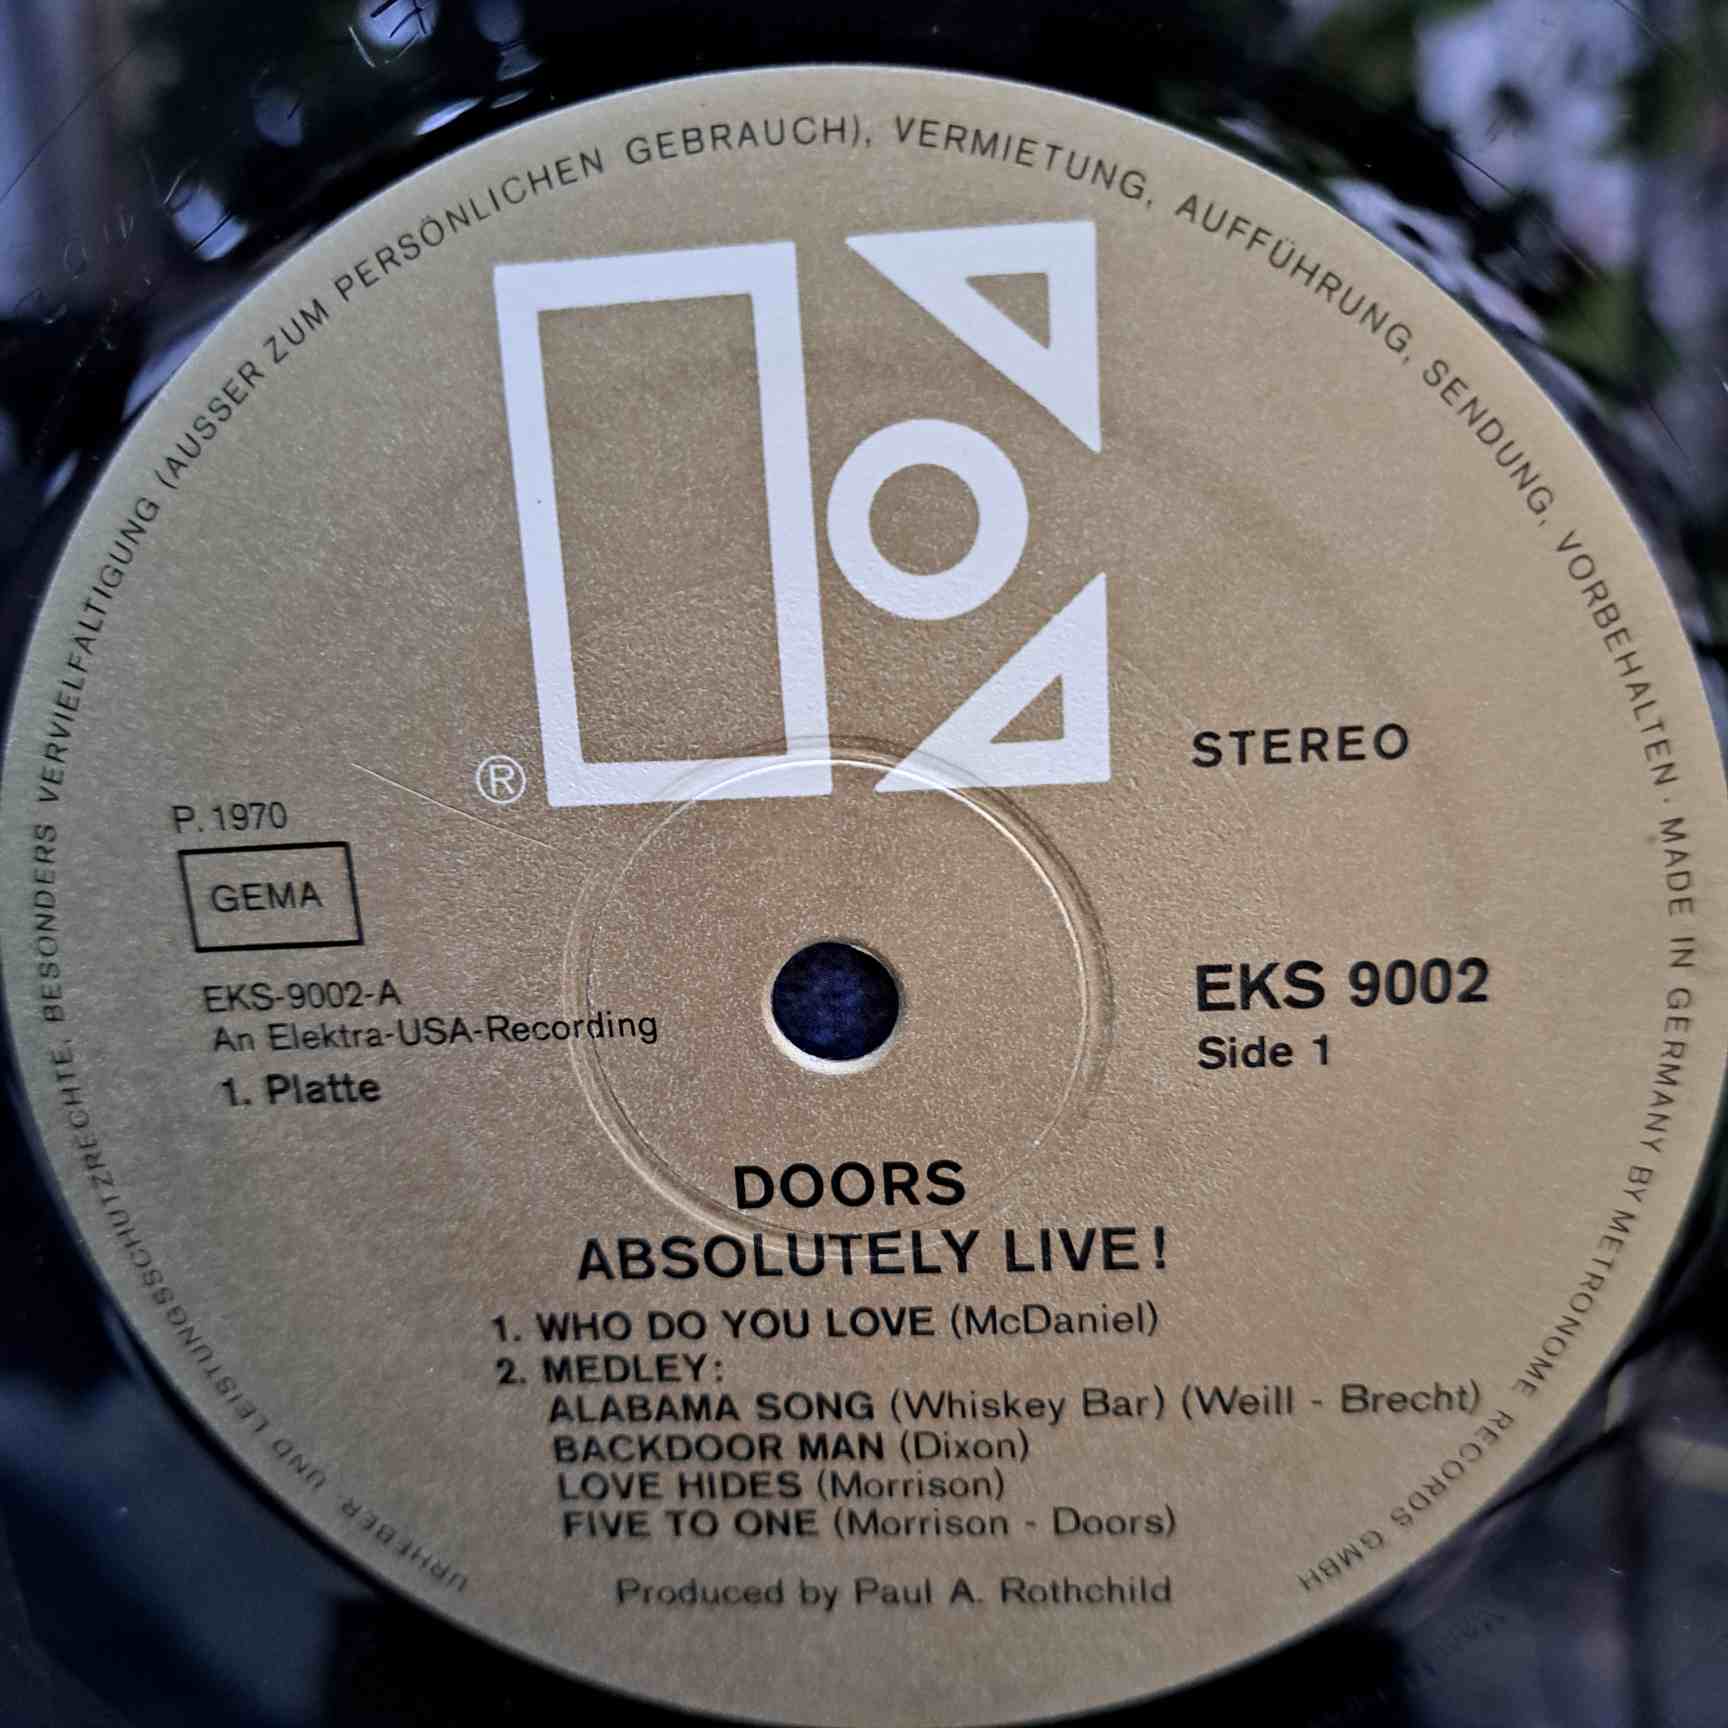 URHEBER- UND LEISTUNGSSCHUTZRECHTE, BESONDERS VERVIELFÄLTIGUNG (AUSSER ZUM PERSÖNLICHEN GEBRAUCH), VERMIETUNG, AUFFÜHRUNG, SENDUNG, VORBEHALTEN · MADE IN GERMANY BY METRONOME RECORDS GMBH
®
STEREO
P. 1970
GEMA
EKS-9002-A
An Elektra-USA-Recording
1. Platte
EKS 9002
Side 1
DOORS
ABSOLUTELY LIVE!
1. WHO DO YOU LOVE (McDaniel)
2. MEDLEY:
ALABAMA SONG (Whiskey Bar) (Weill - Brecht)
BACKDOOR MAN (Dixon)
LOVE HIDES (Morrison)
FIVE TO ONE (Morrison - Doors)
Produced by Paul A. Rothchild